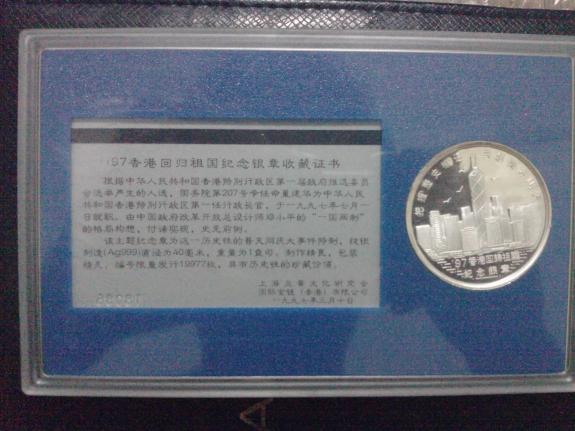 '97香港回归祖国纪念银章收藏证书
根据中华人民共和国香港特别行政区第一届政府推选委员
会选举产生的人选，国务院第207号令任命董建华为中华人民
共和国香港特别行政区第一任行政长官，于一九九七年七月一
日就职。由中国政府改革开放总设计师邓小平的“一国两制”
的格局构想，付诸实现，史无前例。
该主题纪念章为这一历史性的普天同庆大事件特制，纹银
制造(Ag999)直径为40毫米，重量为1盎司。制作精良，包装
精美，编号限量发行19977枚，具有历史性的珍藏价值。
上海 文化研究会
国际 (香港)有限公司
一九九七年三月十日
'97香港回歸祖國
紀念銀章